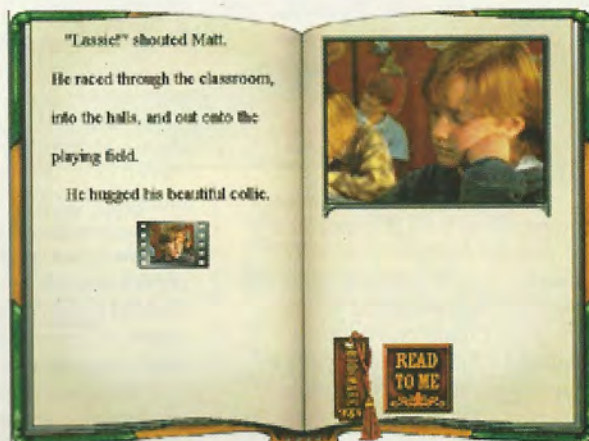 "Lassie!" shouted Matt.
He raced through the classroom,
into the halls, and out onto the
playing field.
He hugged his beautiful collie.
READ
TO ME